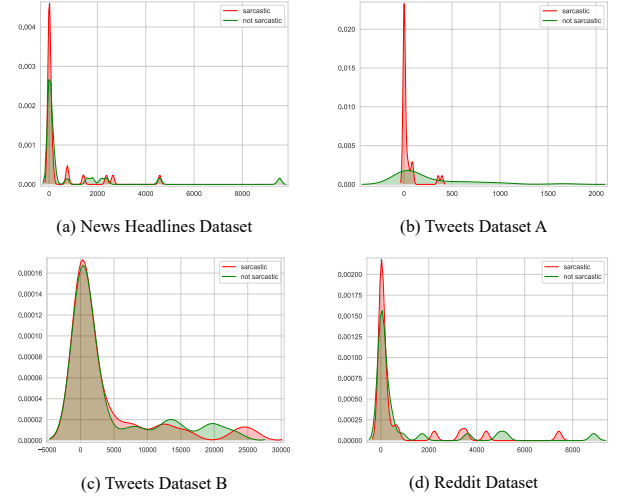 0.004
0.003
0.002
0.001
0.000
0 2000 4000 6000 8000
sarcastic
not sarcastic
(a) News Headlines Dataset
0.020
0.015
0.010
0.005
0.000
0 500 1000 1500 2000
sarcastic
not sarcastic
(b) Tweets Dataset A
0.00016
0.00014
0.00012
0.00010
0.00008
0.00006
0.00004
0.00002
0.00000
−5000 0 5000 10000 15000 20000 25000 30000
sarcastic
not sarcastic
(c) Tweets Dataset B
0.00200
0.00175
0.00150
0.00125
0.00100
0.00075
0.00050
0.00025
0.00000
0 2000 4000 6000 8000
sarcastic
not sarcastic
(d) Reddit Dataset